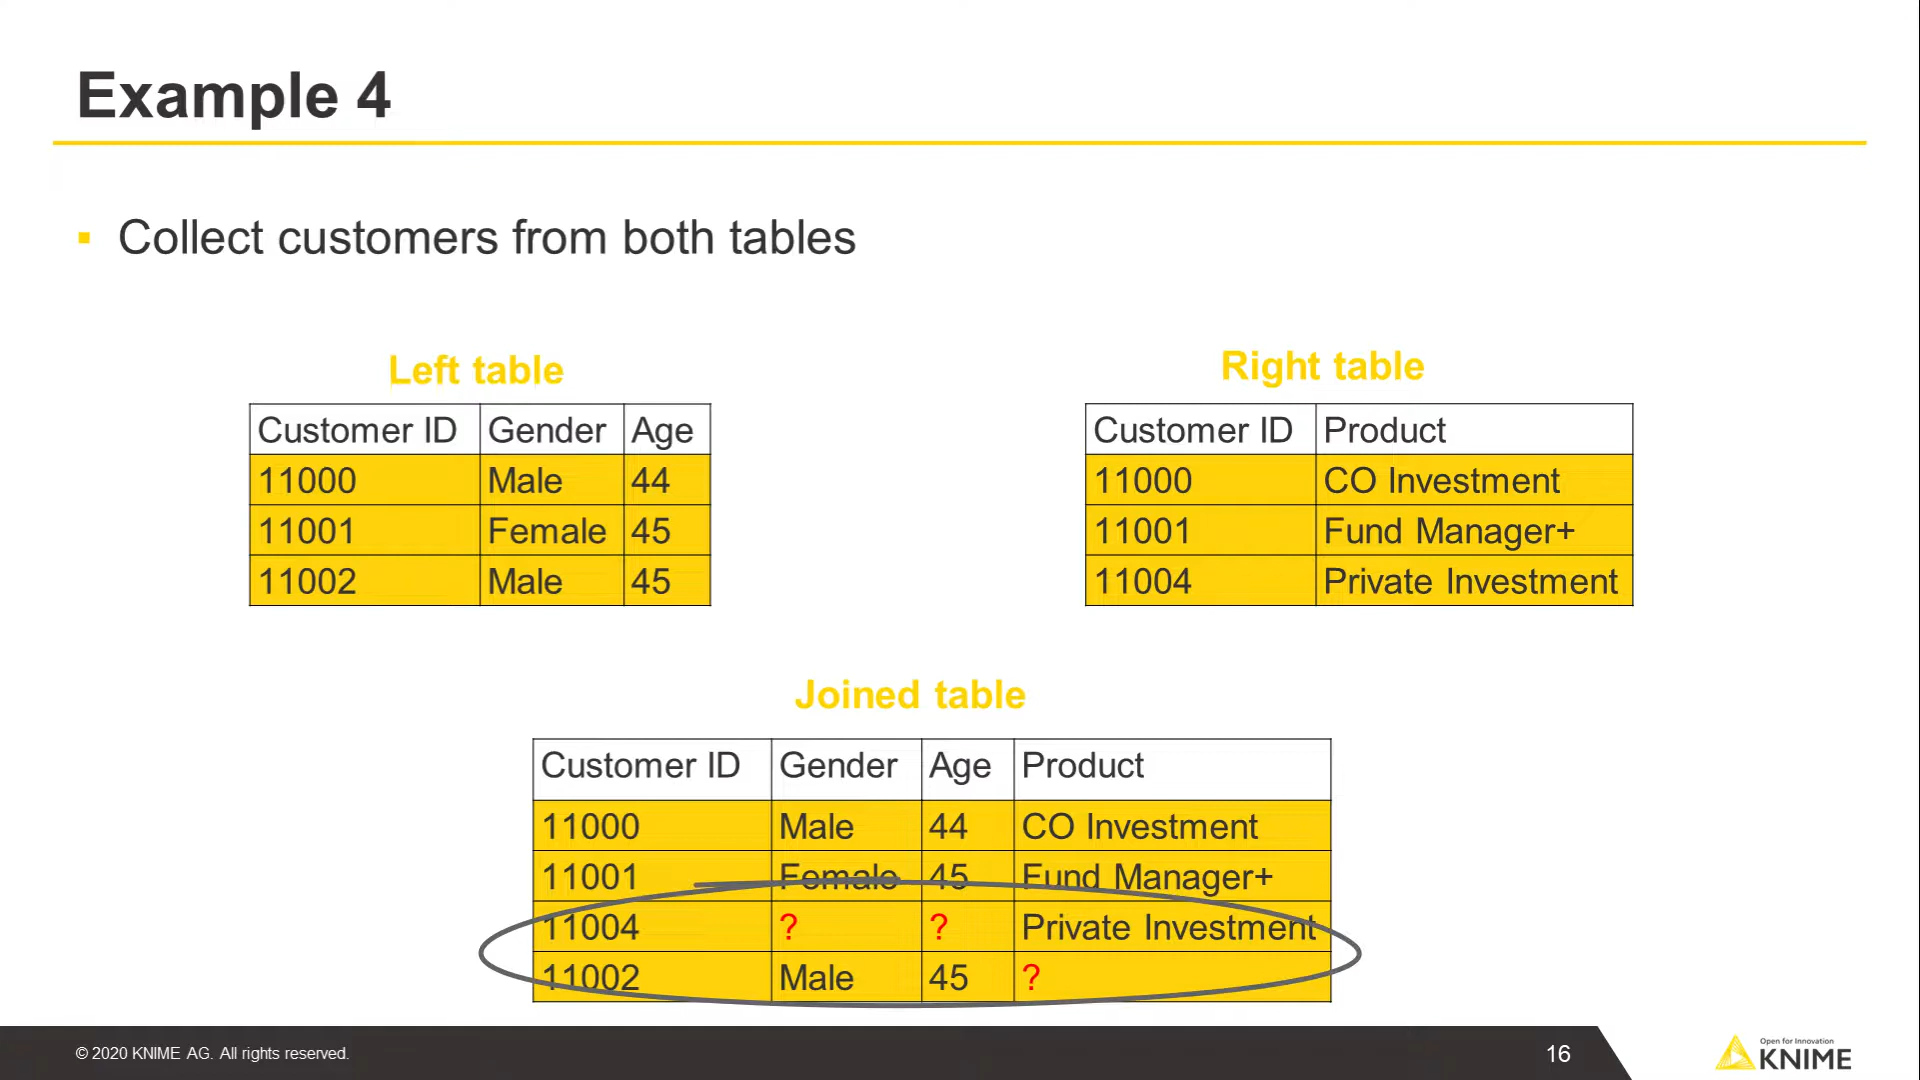 Example 4
▪ Collect customers from both tables
Left table
Customer ID Gender Age
11000 Male 44
11001 Female 45
11002 Male 45
Right table
Customer ID Product
11000 CO Investment
11001 Fund Manager+
11004 Private Investment
Joined table
Customer ID Gender Age Product
11000 Male 44 CO Investment
11001 Female 45 Fund Manager+
11004 ? ? Private Investment
11002 Male 45 ?
© 2020 KNIME AG. All rights reserved.
16
Open for Innovation
KNIME